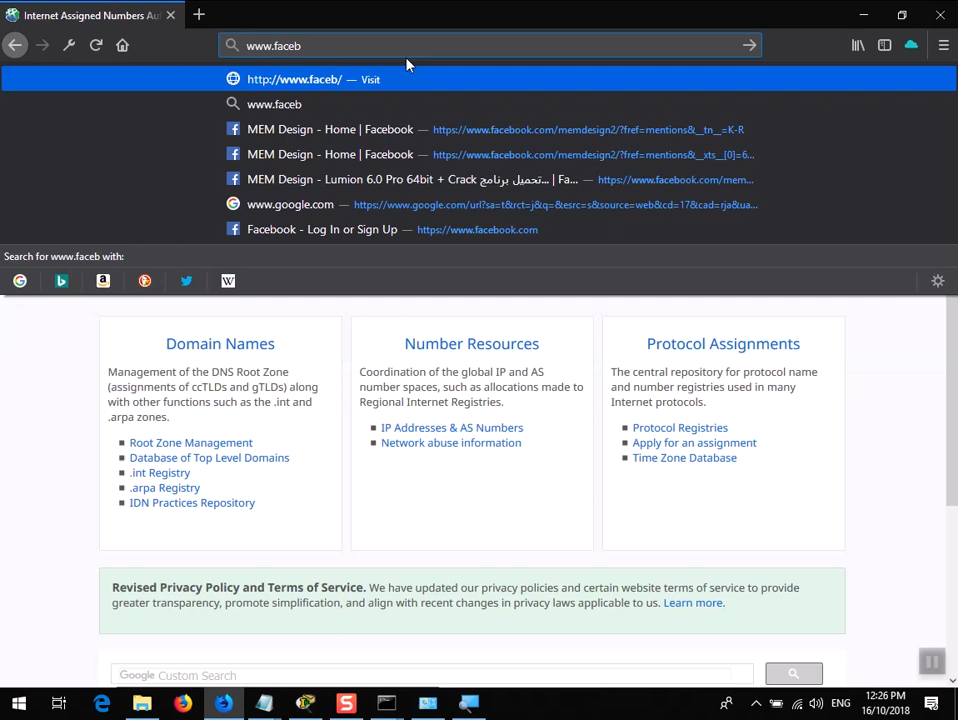 Internet Assigned Numbers Au
www.faceb
http://www.faceb/ — Visit
www.faceb
MEM Design - Home | Facebook — https://www.facebook.com/memdesign2/?fref=mentions&__tn__=K-R
MEM Design - Home | Facebook — https://www.facebook.com/memdesign2/?fref=mentions&__xts__[0]=6...
MEM Design - Lumion 6.0 Pro 64bit + Crack تحميل برنامج... | Fa... — https://www.facebook.com/mem...
www.google.com — https://www.google.com/url?sa=t&rct=j&q=&esrc=s&source=web&cd=17&cad=rja&ua...
Facebook - Log In or Sign Up — https://www.facebook.com
Search for www.faceb with:
Domain Names
Management of the DNS Root Zone
(assignments of ccTLDs and gTLDs) along
with other functions such as the .int and
.arpa zones.
Root Zone Management
Database of Top Level Domains
.int Registry
.arpa Registry
IDN Practices Repository
Number Resources
Coordination of the global IP and AS
number spaces, such as allocations made to
Regional Internet Registries.
IP Addresses & AS Numbers
Network abuse information
Protocol Assignments
The central repository for protocol name
and number registries used in many
Internet protocols.
Protocol Registries
Apply for an assignment
Time Zone Database
Revised Privacy Policy and Terms of Service. We have updated our privacy policies and certain website terms of service to provide
greater transparency, promote simplification, and align with recent changes in privacy laws applicable to us. Learn more.
Google Custom Search
ENG
12:26 PM
16/10/2018